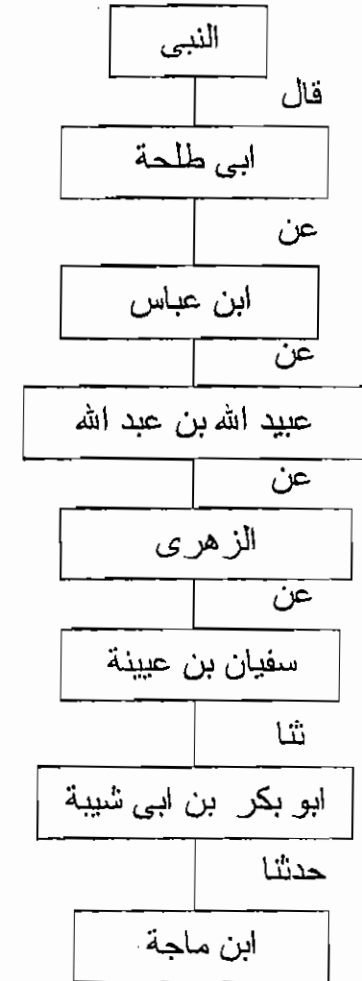 النبى
قال
ابى طلحة
عن
ابن عباس
عن
عبيد الله بن عبد الله
عن
الزهرى
عن
سفيان بن عيينة
ثنا
ابو بكر بن ابى شيبة
حدثنا
ابن ماجة